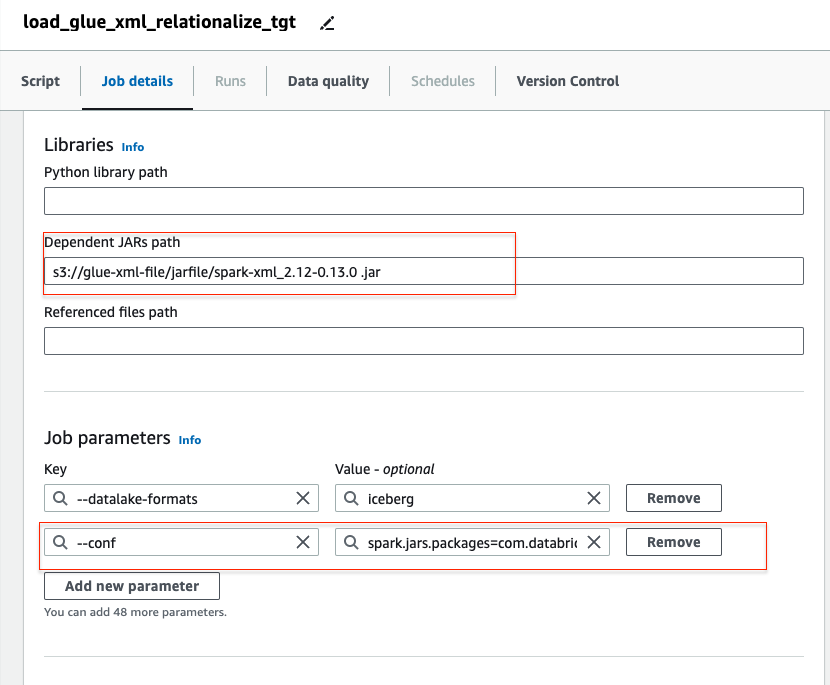 load_glue_xml_relationalize_tgt
Script Job details Runs Data quality Schedules Version Control
Libraries Info
Python library path
Dependent JARs path
s3://glue-xml-file/jarfile/spark-xml_2.12-0.13.0 .jar
Referenced files path
Job parameters Info
Key Value - optional
--datalake-formats iceberg Remove
--conf spark.jars.packages=com.databric Remove
Add new parameter
You can add 48 more parameters.